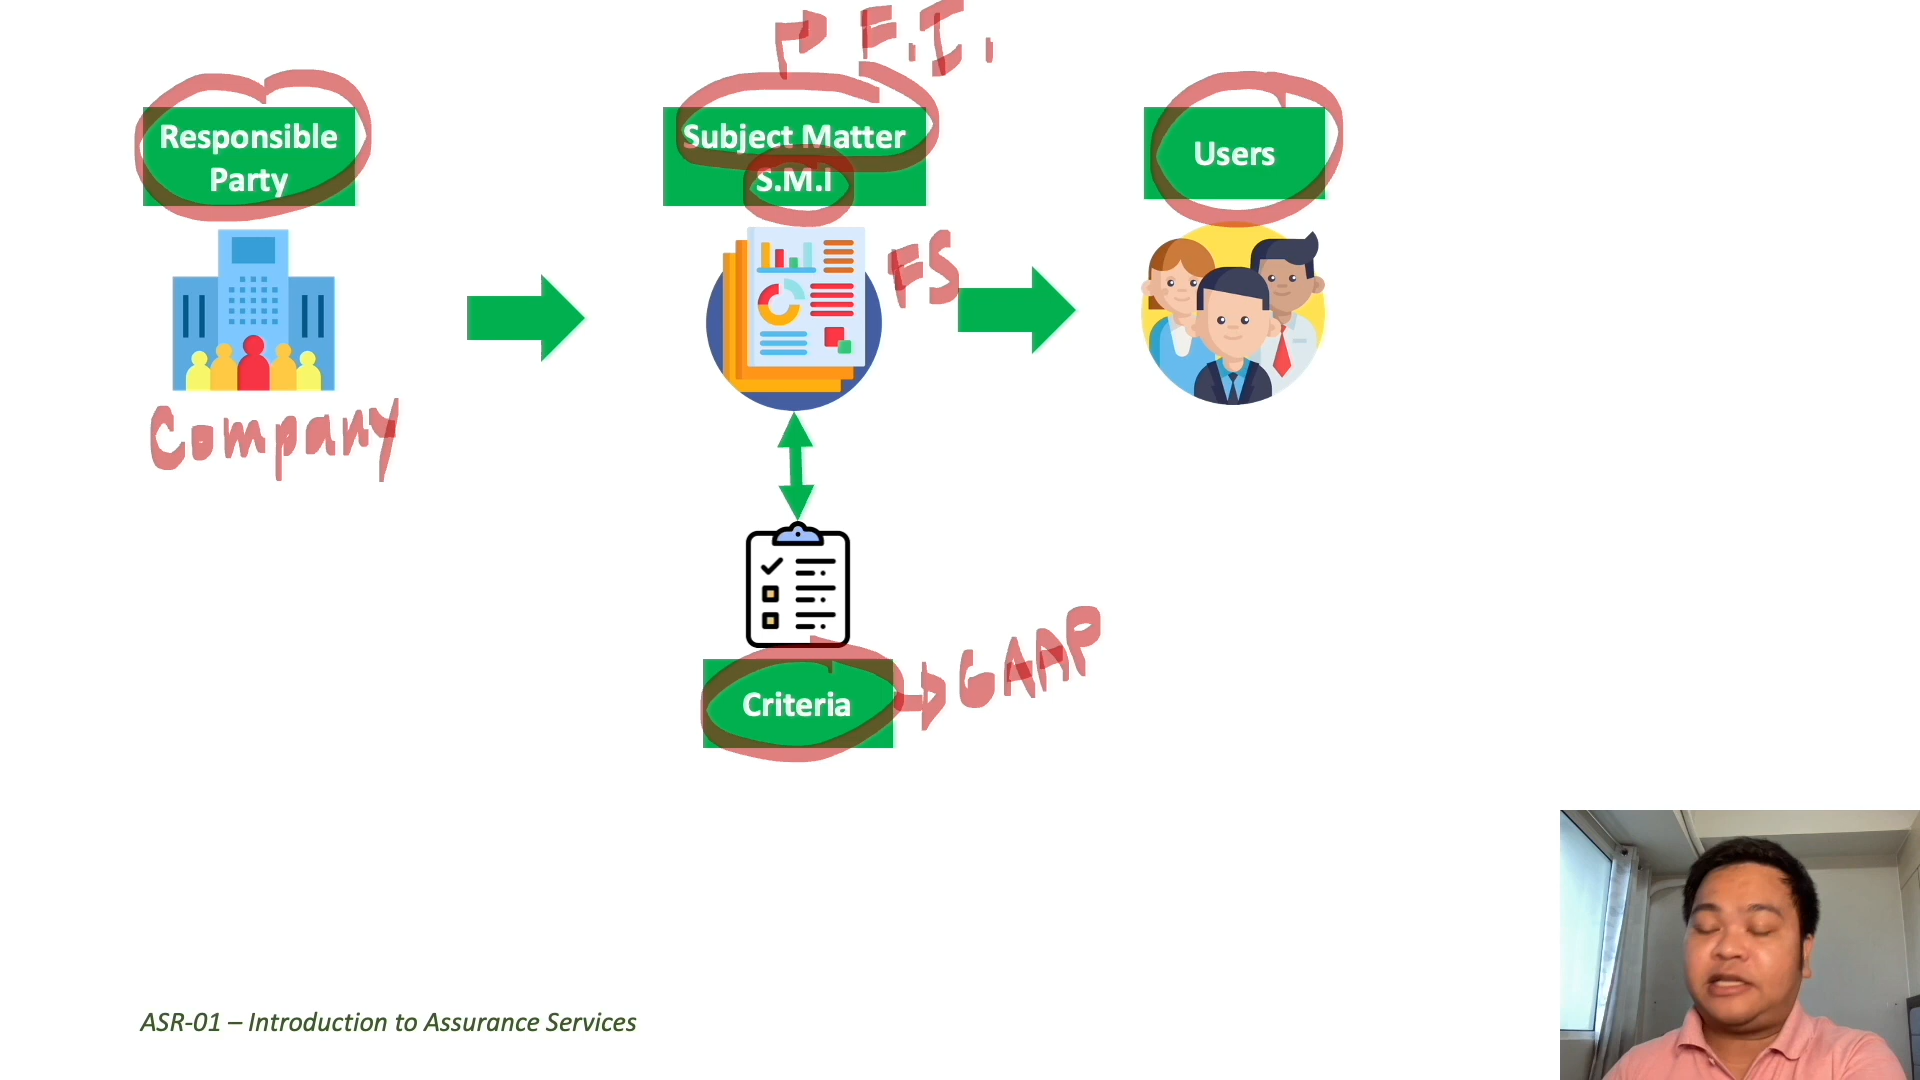 F.I.
Responsible
Party
Subject Matter
S.M.I
Users
FS
Company
Criteria
GAAP
ASR-01 – Introduction to Assurance Services